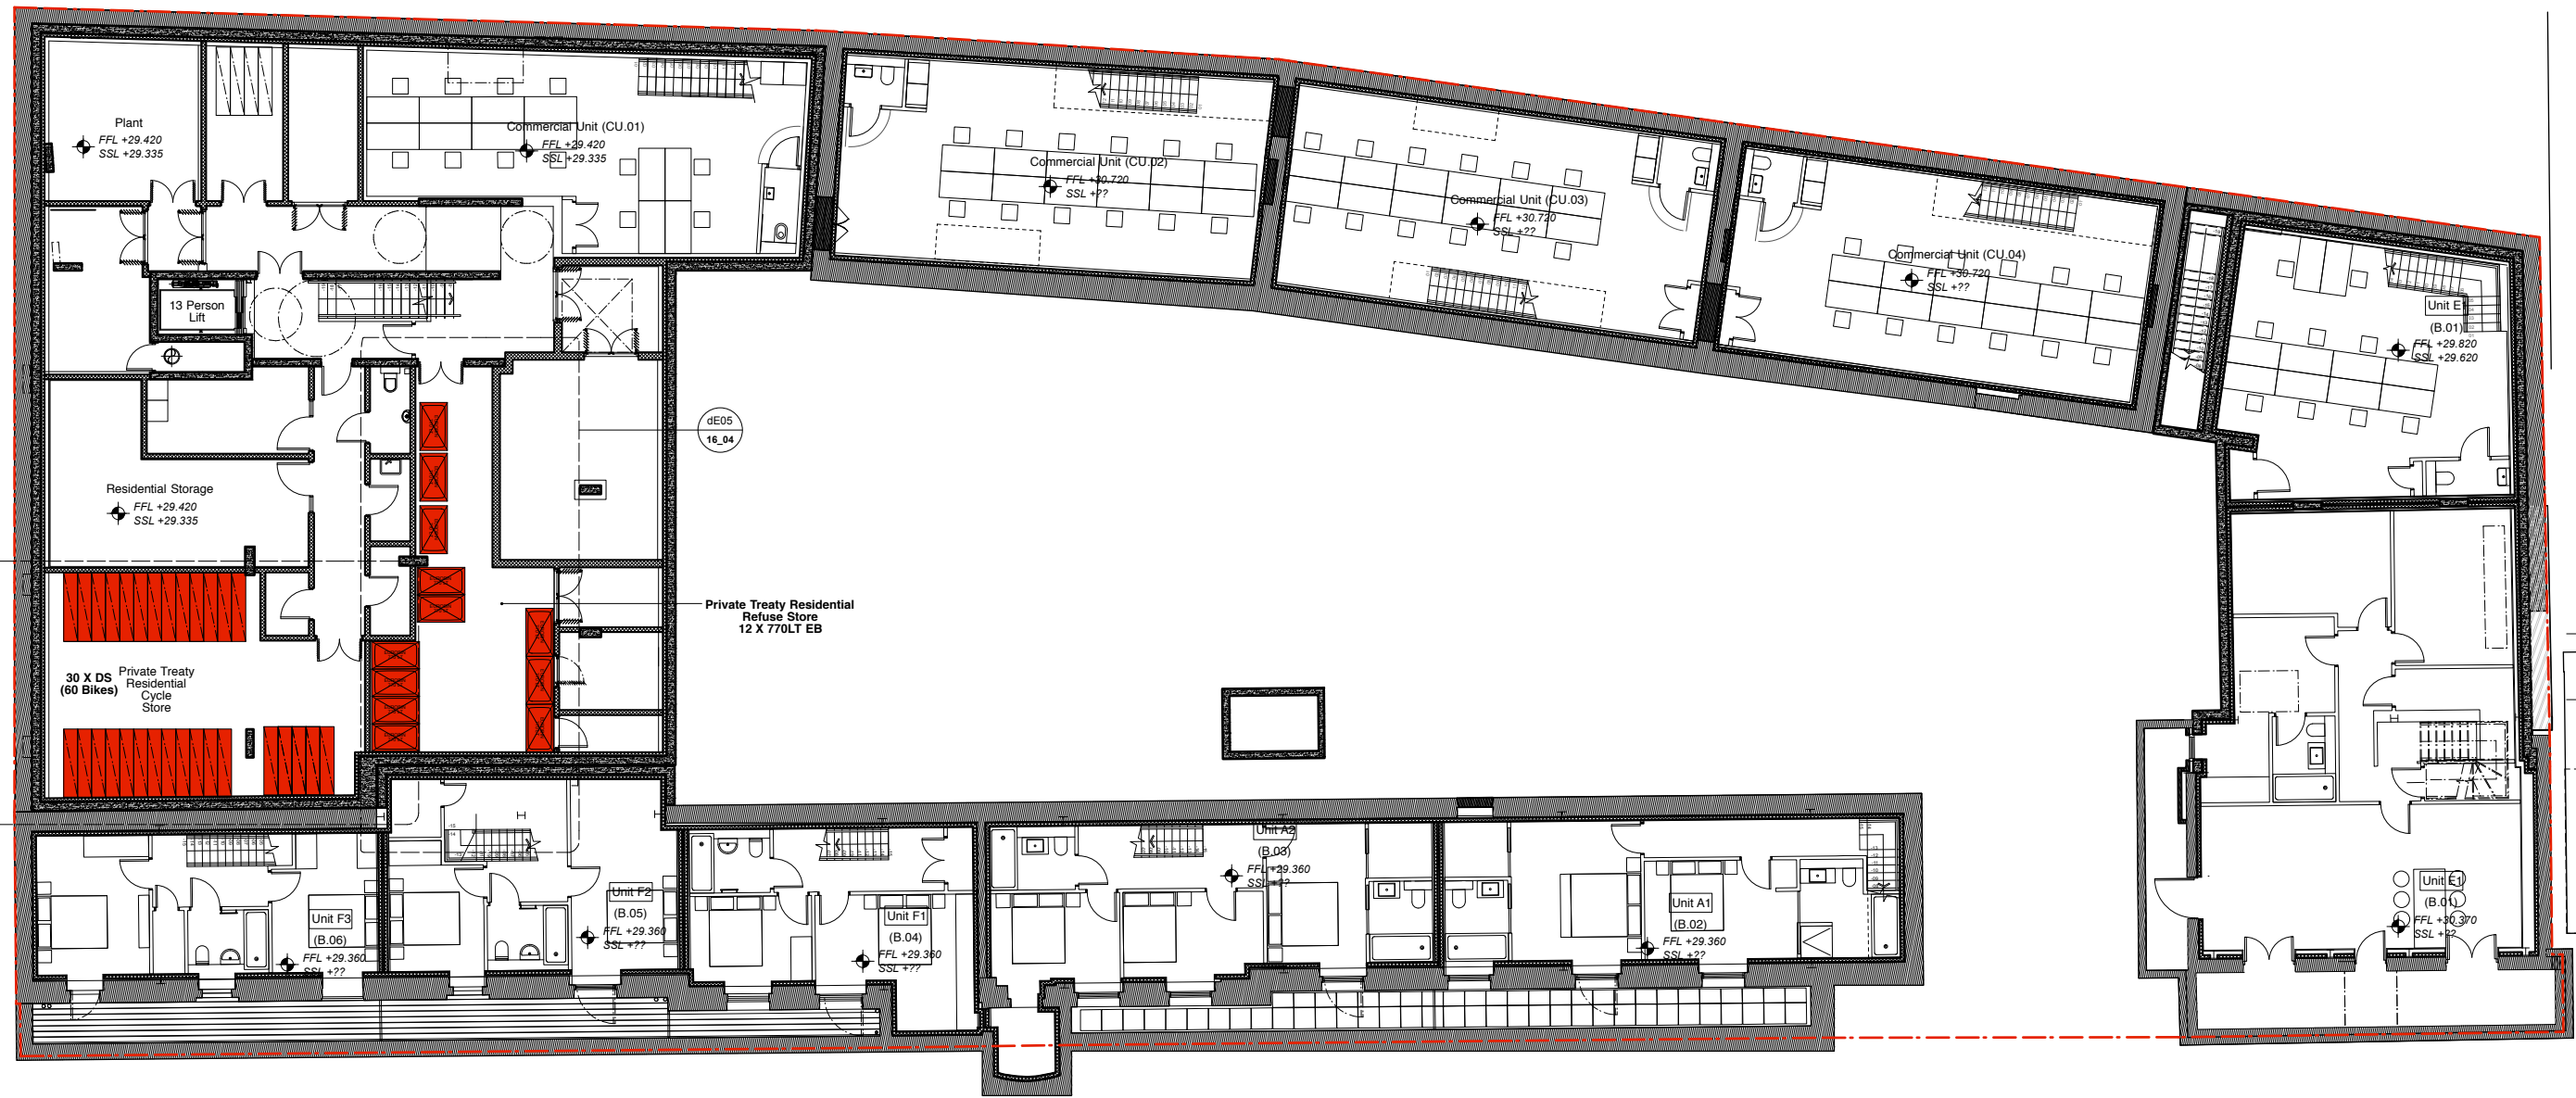 Plant
FFL +29.420
SSL +29.335
Commercial Unit (CU.01)
FFL +29.420
SSL +29.335
Commercial Unit (CU.02)
FFL +30.720
SSL +??
Commercial Unit (CU.03)
FFL +30.720
SSL +??
Commercial Unit (CU.04)
FFL +30.720
SSL +??
Unit E
(B.01)
FFL +29.820
SSL +29.620
13 Person
Lift
dE05
16_04
Residential Storage
FFL +29.420
SSL +29.335
Private Treaty Residential
Refuse Store
12 X 770LT EB
30 X DS
(60 Bikes)
Private Treaty
Residential
Cycle
Store
Unit F3
(B.06)
FFL +29.360
SSL +??
Unit F2
(B.05)
FFL +29.360
SSL +??
Unit F1
(B.04)
FFL +29.360
SSL +??
Unit A2
(B.03)
FFL +29.360
SSL +??
Unit A1
(B.02)
FFL +29.360
SSL +??
Unit E1
(B.01)
FFL +30.370
SSL +??